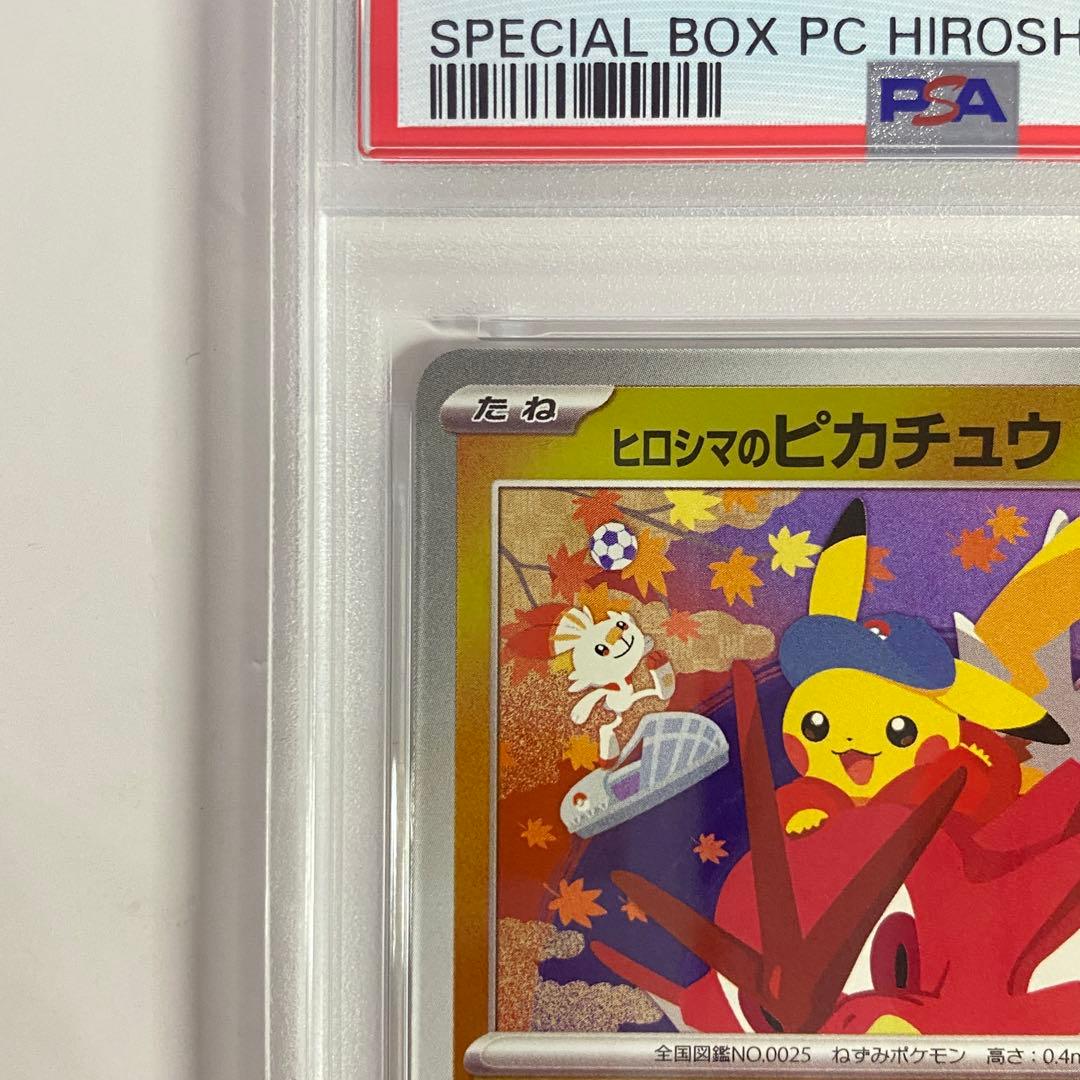 SPECIAL BOX PC HIROSH
PSA
たね
ヒロシマのピカチュウ
全国図鑑NO.0025 ねずみポケモン 高さ:0.4m